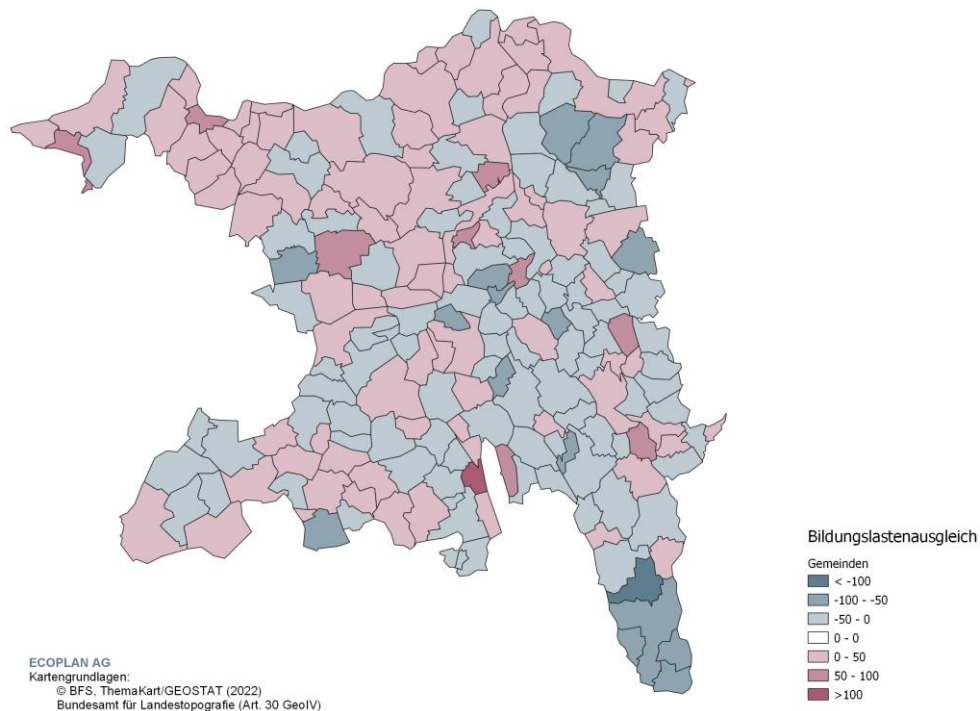 Bildungslastenausgleich
Gemeinden
< -100
-100 - -50
-50 - 0
0 - 0
0 - 50
50 - 100
>100
ECOPLAN AG
Kartengrundlagen:
© BFS, ThemaKart/GEOSTAT (2022)
Bundesamt für Landestopografie (Art. 30 GeoIV)